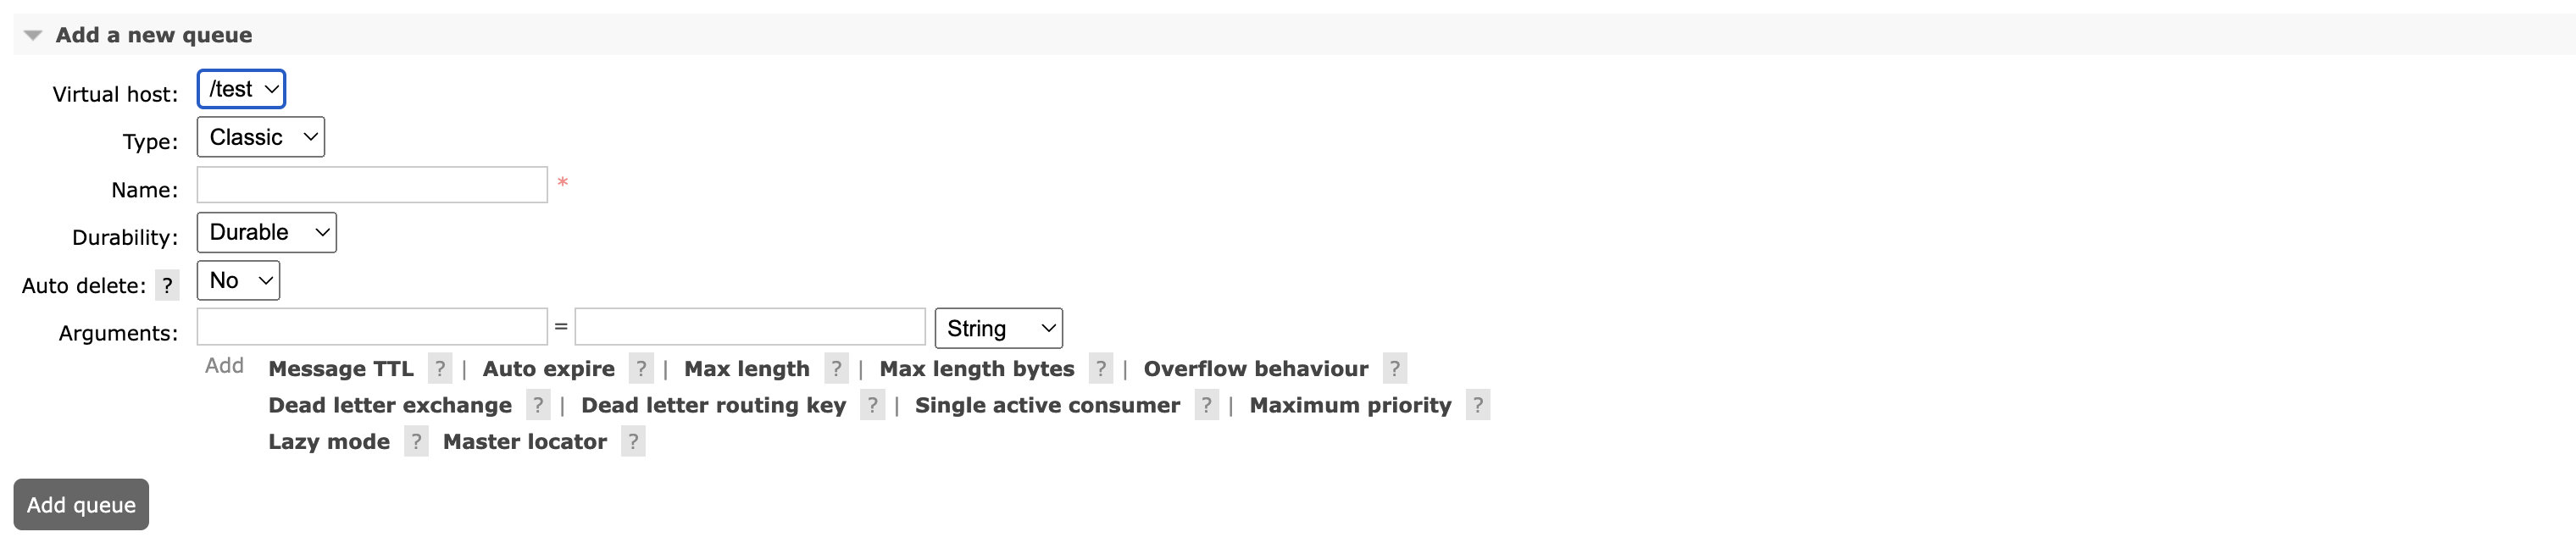 Add a new queue
Virtual host: /test
Type: Classic
Name: *
Durability: Durable
Auto delete: ? No
Arguments: = String
Add Message TTL ? | Auto expire ? | Max length ? | Max length bytes ? | Overflow behaviour ?
Dead letter exchange ? | Dead letter routing key ? | Single active consumer ? | Maximum priority ?
Lazy mode ? Master locator ?
Add queue